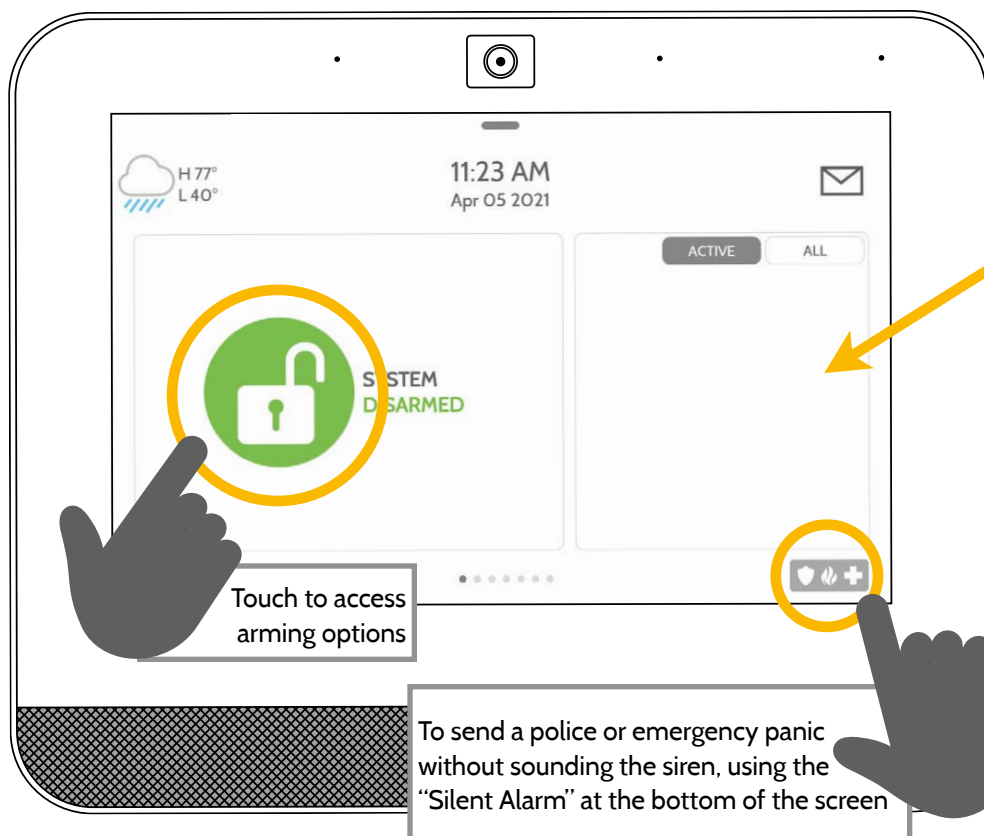 H 77°
L 40°
11:23 AM
Apr 05 2021
ACTIVE
ALL
SYSTEM
DISARMED
Touch to access
arming options
To send a police or emergency panic
without sounding the siren, using the
“Silent Alarm” at the bottom of the screen